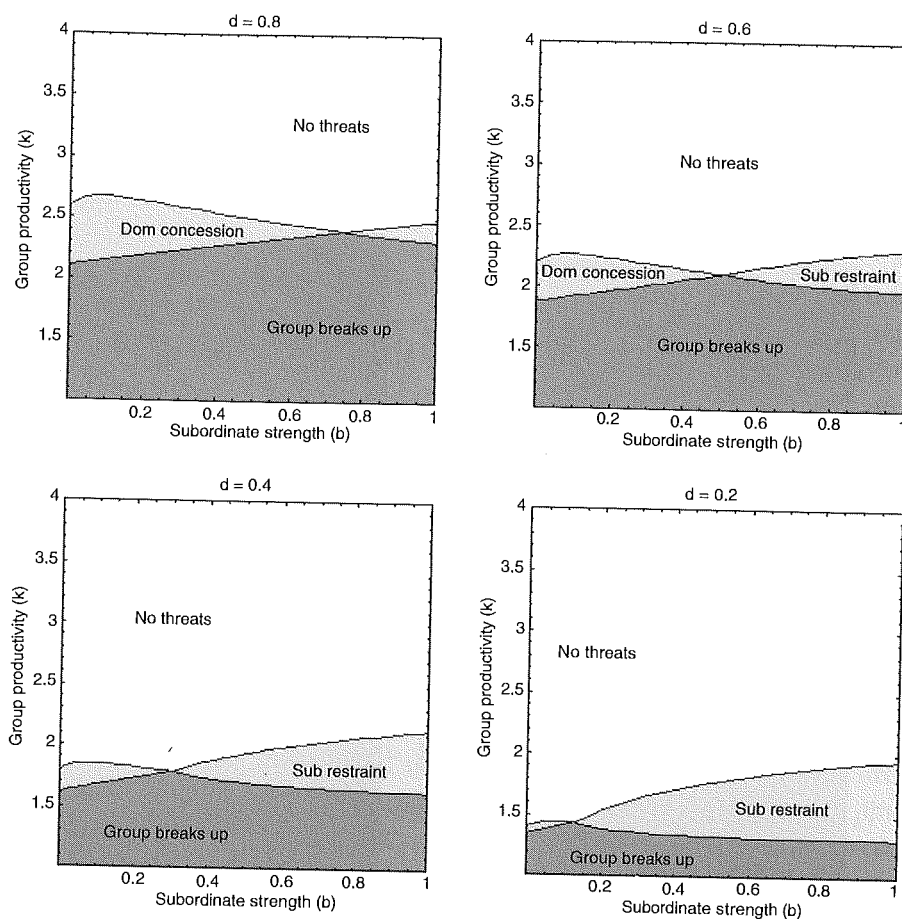 d = 0.8
4
3.5
3
2.5
2
1.5
Group productivity (k)
No threats
Dom concession
Group breaks up
0.2 0.4 0.6 0.8 1
Subordinate strength (b)
d = 0.6
4
3.5
3
2.5
2
1.5
Group productivity (k)
No threats
Dom concession
Sub restraint
Group breaks up
0.2 0.4 0.6 0.8 1
Subordinate strength (b)
d = 0.4
4
3.5
3
2.5
2
1.5
Group productivity (k)
No threats
Sub restraint
Group breaks up
0.2 0.4 0.6 0.8 1
Subordinate strength (b)
d = 0.2
4
3.5
3
2.5
2
1.5
Group productivity (k)
No threats
Sub restraint
Group breaks up
0.2 0.4 0.6 0.8 1
Subordinate strength (b)